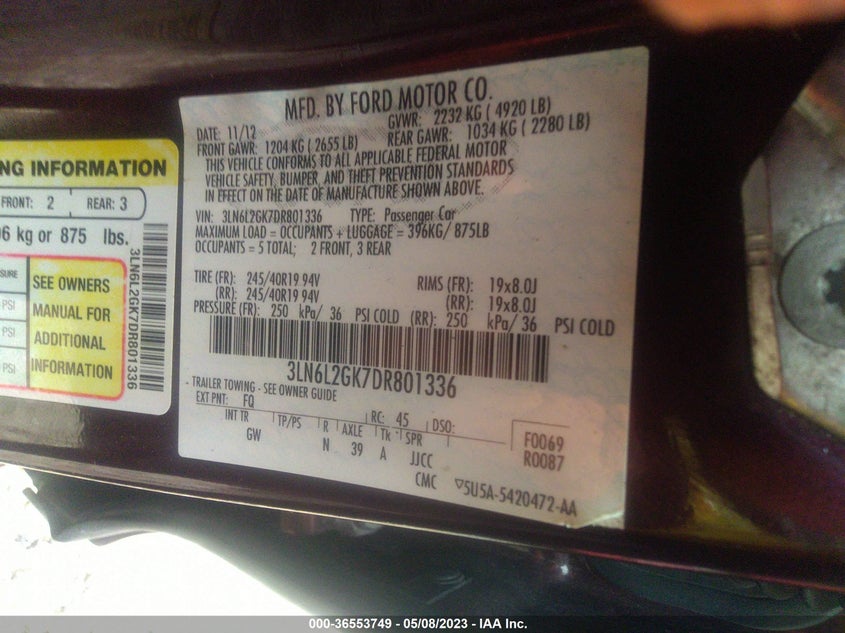 MFD. BY FORD MOTOR CO.
DATE: 11/12 GVWR: 2232 KG ( 4920 LB)
FRONT GAWR: 1204 KG ( 2655 LB) REAR GAWR: 1034 KG ( 2280 LB)
THIS VEHICLE CONFORMS TO ALL APPLICABLE FEDERAL MOTOR
VEHICLE SAFETY, BUMPER, AND THEFT PREVENTION STANDARDS
IN EFFECT ON THE DATE OF MANUFACTURE SHOWN ABOVE.
VIN: 3LN6L2GK7DR801336 TYPE: Passenger Car
MAXIMUM LOAD = OCCUPANTS + LUGGAGE = 396KG/ 875LB
OCCUPANTS = 5 TOTAL; 2 FRONT, 3 REAR
TIRE (FR): 245/40R19 94V RIMS (FR): 19x8.0J
(RR): 245/40R19 94V (RR): 19x8.0J
PRESSURE (FR): 250 kPa/ 36 PSI COLD (RR): 250 kPa/ 36 PSI COLD
3LN6L2GK7DR801336
TRAILER TOWING - SEE OWNER GUIDE
EXT PNT: FQ RC: 45 DSO:
INT TR TP/PS R AXLE Tk SPR
GW N 39 A JJCC
CMC
F0069
R0087
5U5A-5420472-AA
NG INFORMATION
FRONT: 2 REAR: 3
6 kg or 875 lbs.
SURE
PSI
PSI
PSI
SEE OWNERS
MANUAL FOR
ADDITIONAL
INFORMATION
3LN6L2GK7DR801336
000-36553749 - 05/08/2023 - IAA Inc.